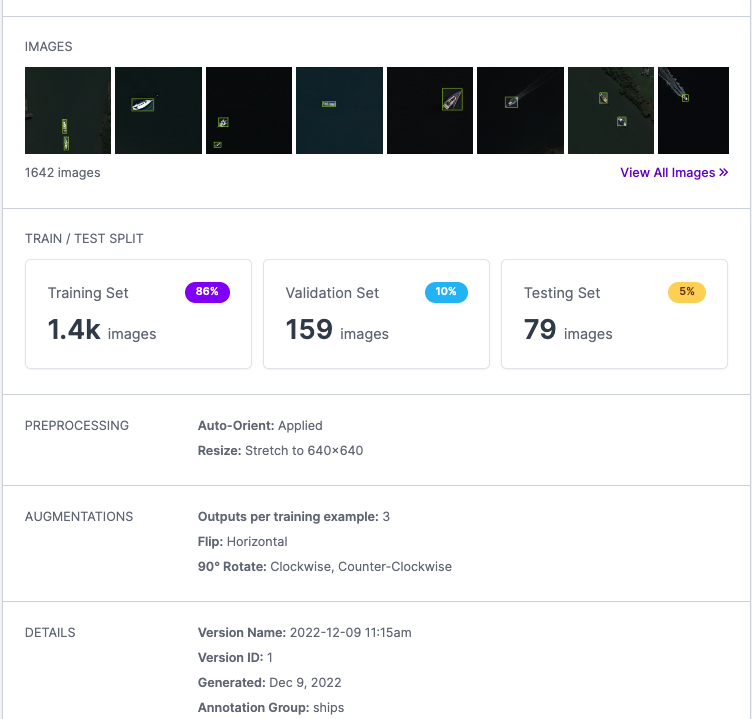 IMAGES
1642 images
View All Images »
TRAIN / TEST SPLIT
Training Set 86%
1.4k images
Validation Set 10%
159 images
Testing Set 5%
79 images
PREPROCESSING
Auto-Orient: Applied
Resize: Stretch to 640×640
AUGMENTATIONS
Outputs per training example: 3
Flip: Horizontal
90° Rotate: Clockwise, Counter-Clockwise
DETAILS
Version Name: 2022-12-09 11:15am
Version ID: 1
Generated: Dec 9, 2022
Annotation Group: ships